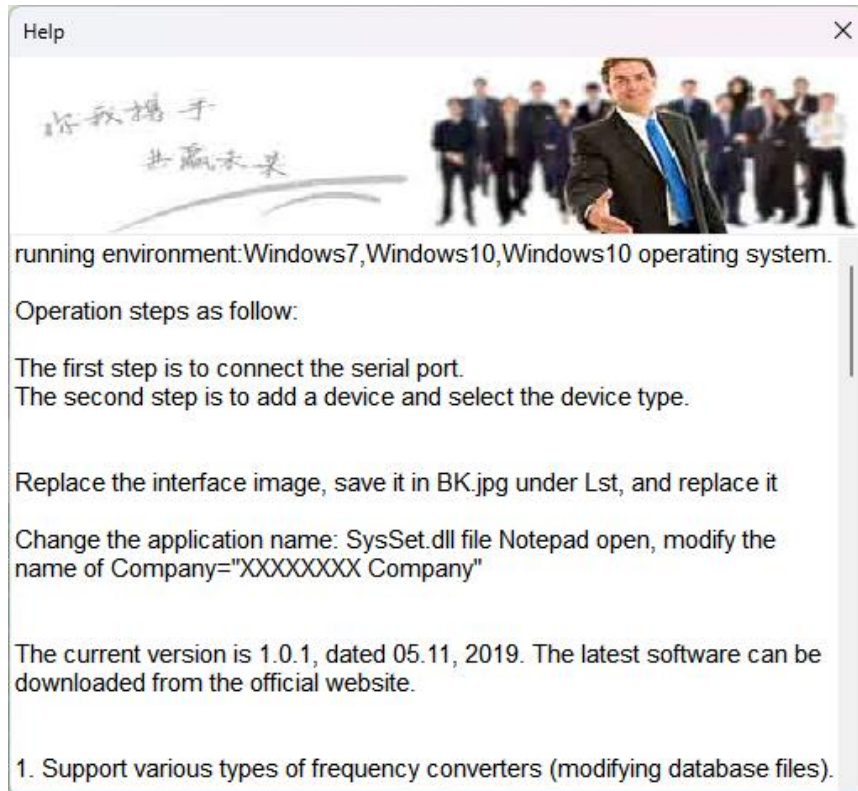 Help
你我携手
共赢未来
running environment:Windows7,Windows10,Windows10 operating system.
Operation steps as follow:
The first step is to connect the serial port.
The second step is to add a device and select the device type.
Replace the interface image, save it in BK.jpg under Lst, and replace it
Change the application name: SysSet.dll file Notepad open, modify the
name of Company="XXXXXXXX Company"
The current version is 1.0.1, dated 05.11, 2019. The latest software can be
downloaded from the official website.
1. Support various types of frequency converters (modifying database files).